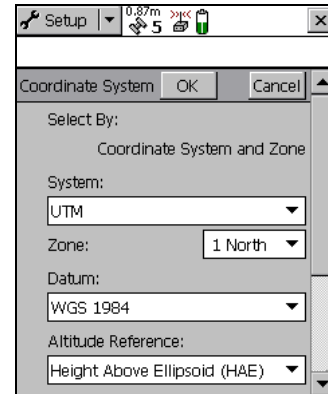 Setup 0.87m 5
Coordinate System OK Cancel
Select By:
Coordinate System and Zone
System:
UTM
Zone: 1 North
Datum:
WGS 1984
Altitude Reference:
Height Above Ellipsoid (HAE)